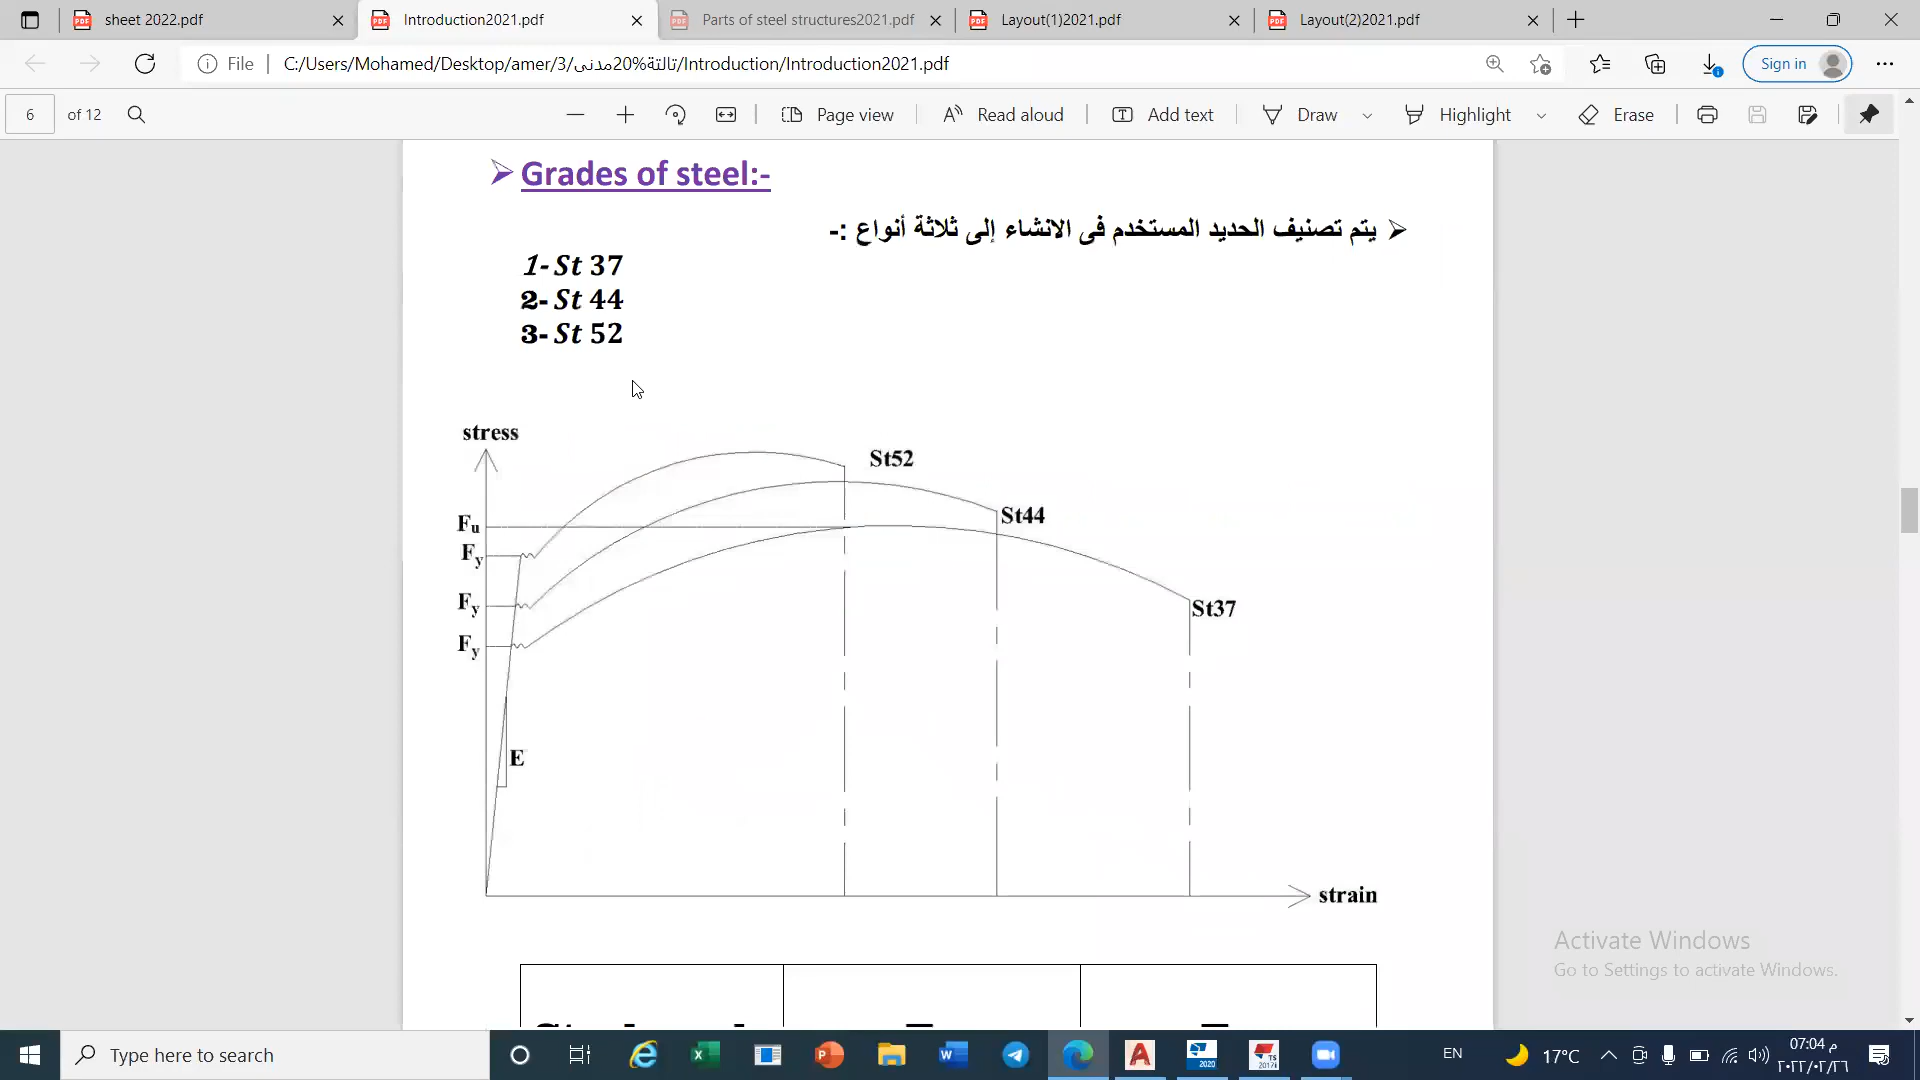 sheet 2022.pdf
Introduction2021.pdf
Parts of steel structures2021.pdf
Layout(1)2021.pdf
Layout(2)2021.pdf
File
C:/Users/Mohamed/Desktop/amer/3/تالتة%20مدنى/Introduction/Introduction2021.pdf
Sign in
6 of 12
Page view
Read aloud
Add text
Draw
Highlight
Erase
Grades of steel:-
يتم تصنيف الحديد المستخدم فى الانشاء إلى ثلاثة أنواع :-
1- St 37
2- St 44
3- St 52
stress
St52
St44
Fu
Fy
Fy
St37
Fy
E
strain
Activate Windows
Go to Settings to activate Windows.
Type here to search
EN
17°C
07:04 م
٢٠٢٢/٠٢/٢٦